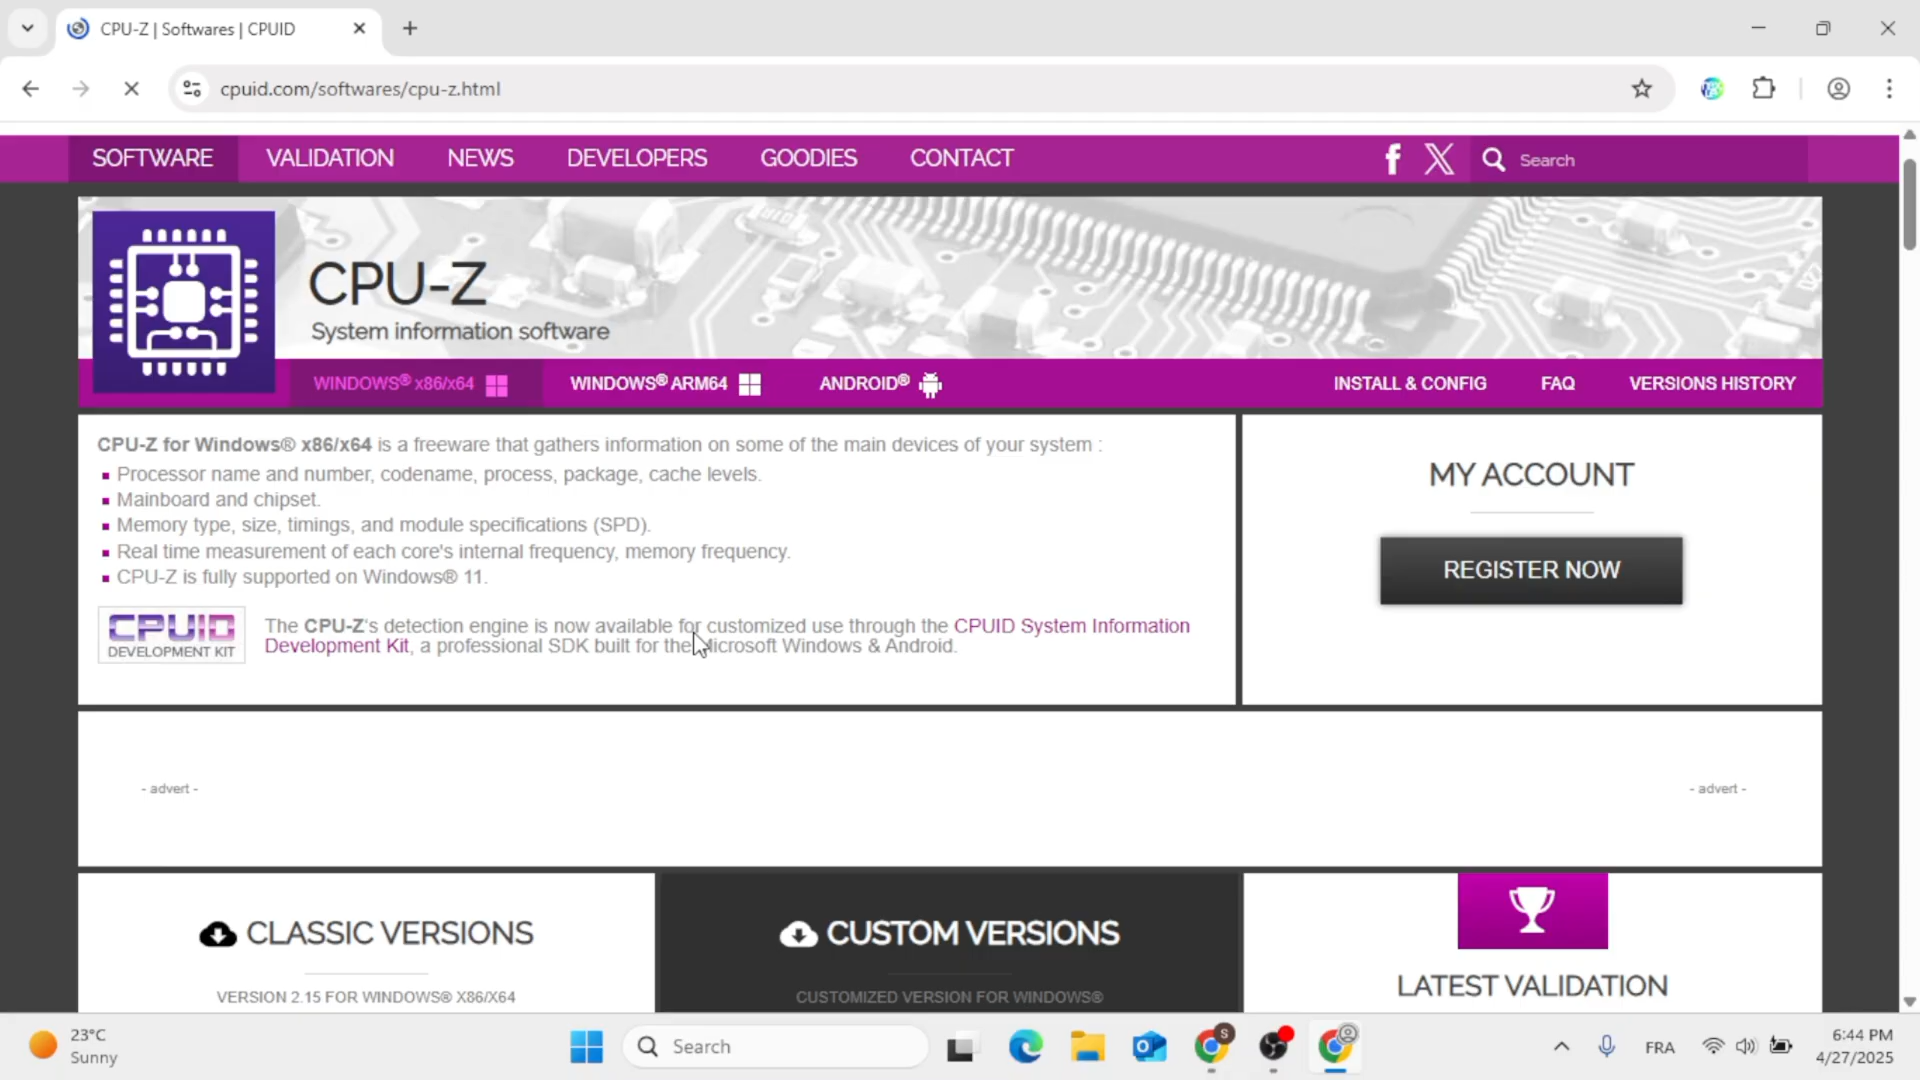 CPU-Z | Softwares | CPUID
cpuid.com/softwares/cpu-z.html
SOFTWARE VALIDATION NEWS DEVELOPERS GOODIES CONTACT Search
CPU-Z
System information software
WINDOWS® x86/x64 WINDOWS® ARM64 ANDROID® INSTALL & CONFIG FAQ VERSIONS HISTORY
CPU-Z for Windows® x86/x64 is a freeware that gathers information on some of the main devices of your system :
Processor name and number, codename, process, package, cache levels.
Mainboard and chipset.
Memory type, size, timings, and module specifications (SPD).
Real time measurement of each core's internal frequency, memory frequency.
CPU-Z is fully supported on Windows® 11.
CPUID
DEVELOPMENT KIT
The CPU-Z's detection engine is now available for customized use through the CPUID System Information
Development Kit, a professional SDK built for the Microsoft Windows & Android.
MY ACCOUNT
REGISTER NOW
- advert - - advert -
CLASSIC VERSIONS
VERSION 2.15 FOR WINDOWS® X86/X64
CUSTOM VERSIONS
CUSTOMIZED VERSION FOR WINDOWS®
LATEST VALIDATION
23°C
Sunny
Search
S
FRA
6:44 PM
4/27/2025